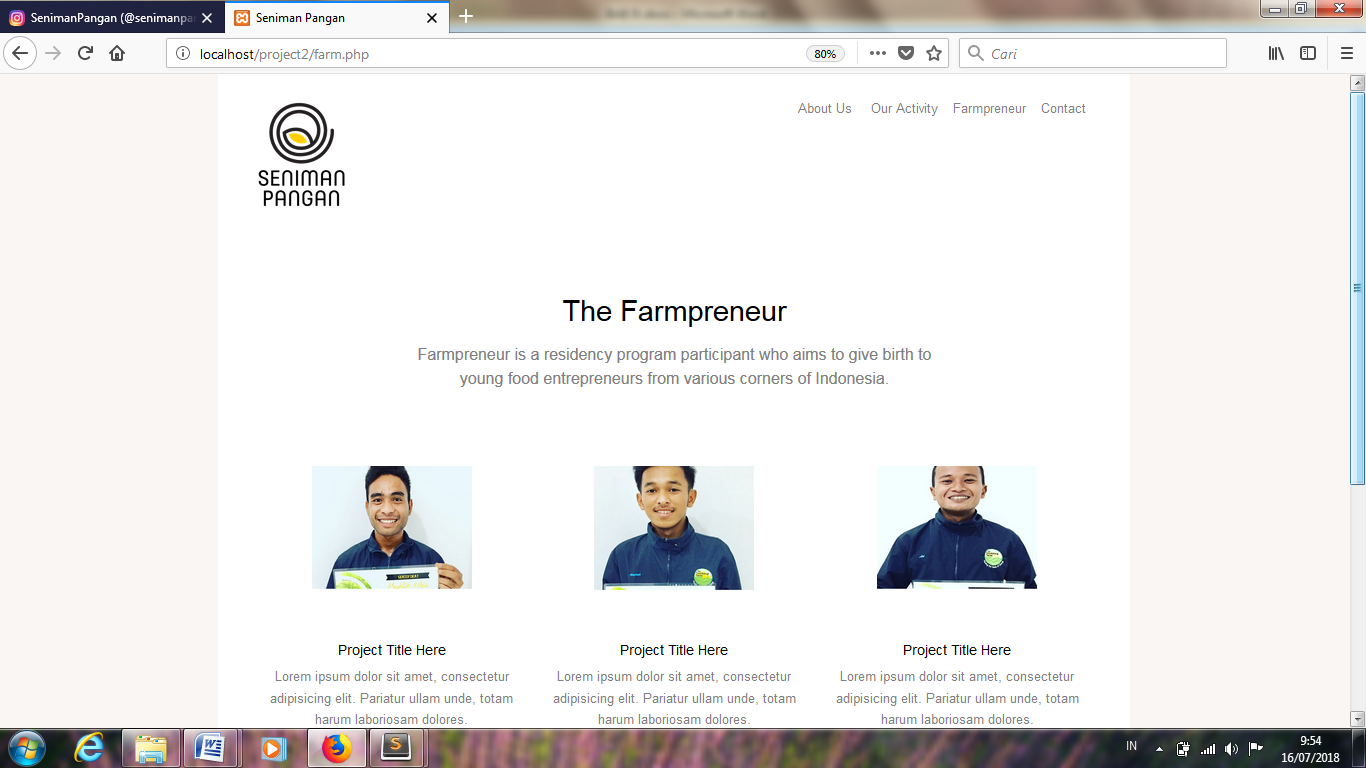 SenimanPangan (@senimanpa
Seniman Pangan
localhost/project2/farm.php
80%
Cari
SENIMAN
PANGAN
About Us Our Activity Farmpreneur Contact
The Farmpreneur
Farmpreneur is a residency program participant who aims to give birth to
young food entrepreneurs from various corners of Indonesia.
Project Title Here
Lorem ipsum dolor sit amet, consectetur
adipisicing elit. Pariatur ullam unde, totam
harum laboriosam dolores.
Project Title Here
Lorem ipsum dolor sit amet, consectetur
adipisicing elit. Pariatur ullam unde, totam
harum laboriosam dolores.
Project Title Here
Lorem ipsum dolor sit amet, consectetur
adipisicing elit. Pariatur ullam unde, totam
harum laboriosam dolores.
IN
9:54
16/07/2018